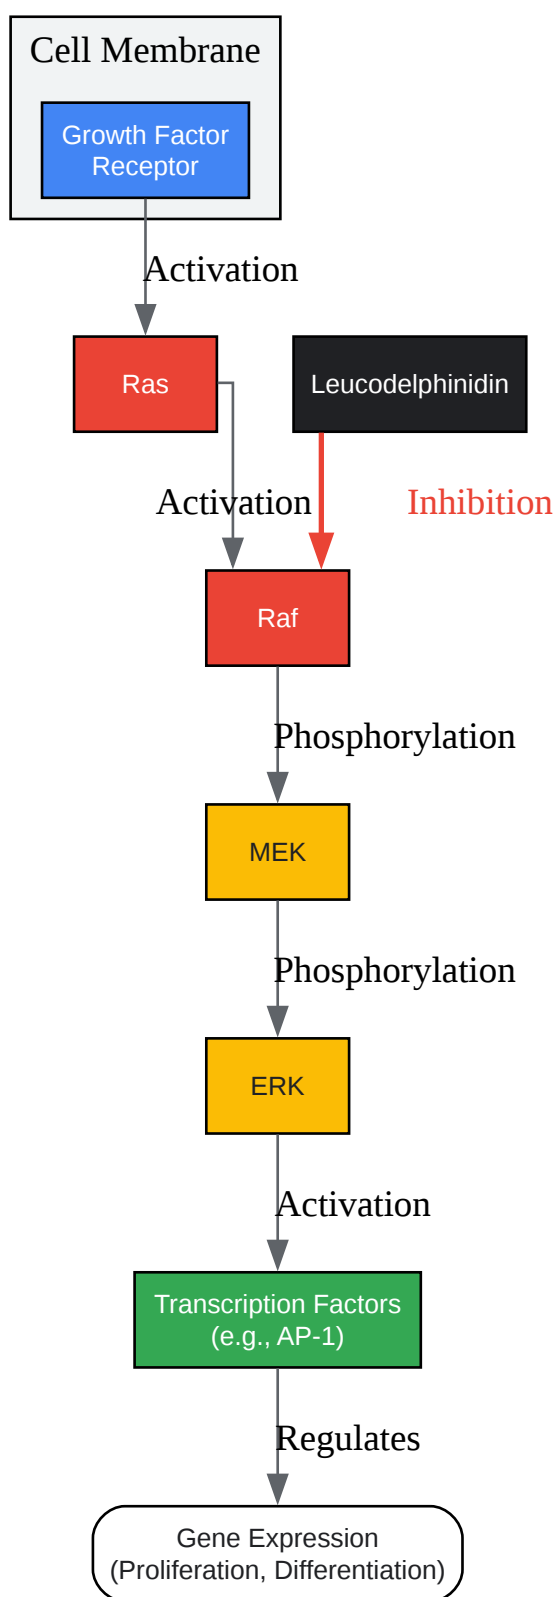 Cell Membrane
Growth Factor
Receptor
Activation
Ras
Leucodelphinidin
Activation
Inhibition
Raf
Phosphorylation
MEK
Phosphorylation
ERK
Activation
Transcription Factors
(e.g., AP-1)
Regulates
Gene Expression
(Proliferation, Differentiation)